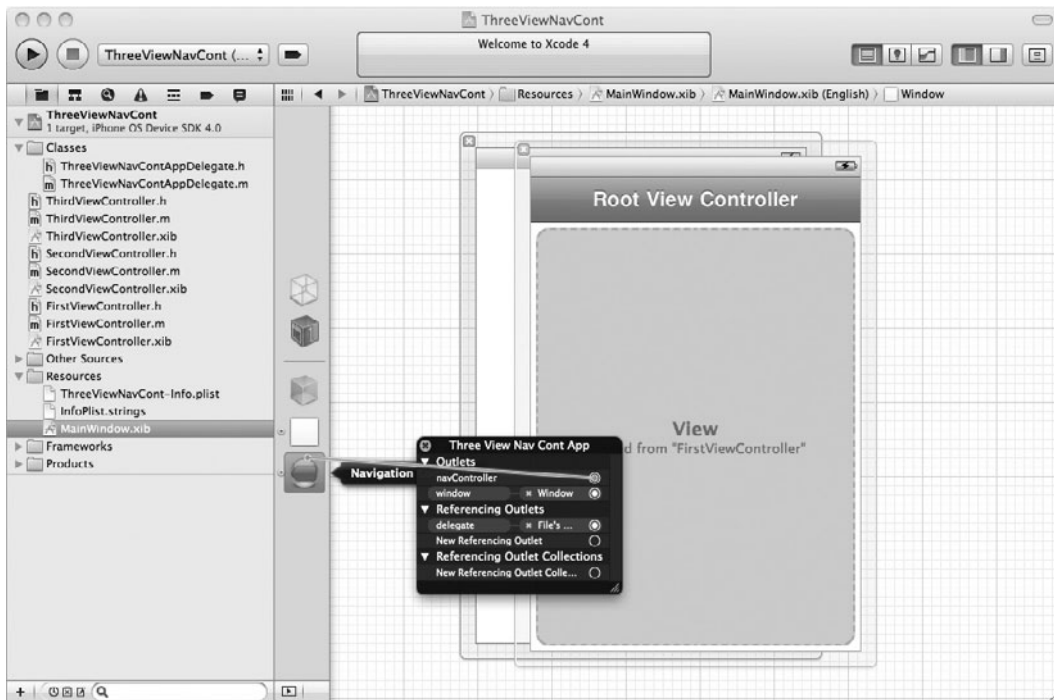 ThreeViewNavCont
ThreeViewNavCont (...
Welcome to Xcode 4
ThreeViewNavCont
Resources
MainWindow.xib
MainWindow.xib (English)
Window
ThreeViewNavCont
1 target, iPhone OS Device SDK 4.0
Classes
h ThreeViewNavContAppDelegate.h
m ThreeViewNavContAppDelegate.m
h ThirdViewController.h
m ThirdViewController.m
ThirdViewController.xib
h SecondViewController.h
m SecondViewController.m
SecondViewController.xib
h FirstViewController.h
m FirstViewController.m
FirstViewController.xib
Other Sources
Resources
ThreeViewNavCont-Info.plist
InfoPlist.strings
MainWindow.xib
Frameworks
Products
Root View Controller
View
d from "FirstViewController"
Navigation
Three View Nav Cont App
Outlets
navController
window Window
Referencing Outlets
delegate File's ...
New Referencing Outlet
Referencing Outlet Collections
New Referencing Outlet Colle...